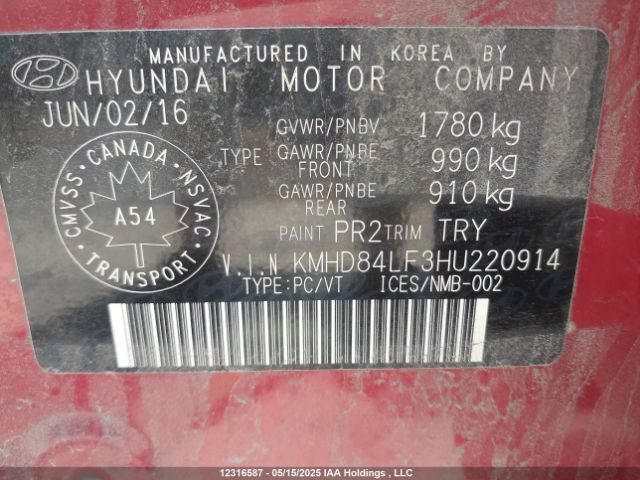 MANUFACTURED IN KOREA BY
HYUNDAI MOTOR COMPANY
JUN/02/16
GVWR/PNBV 1780 kg
TYPE GAWR/PNBE FRONT 990 kg
GAWR/PNBE REAR 910 kg
PAINT PR2 TRIM TRY
CMVSS · CANADA · NSVAC
A54
TRANSPORT
V.I.N KMHD84LF3HU220914
TYPE:PC/VT ICES/NMB-002
12316587 - 05/15/2025 IAA Holdings , LLC